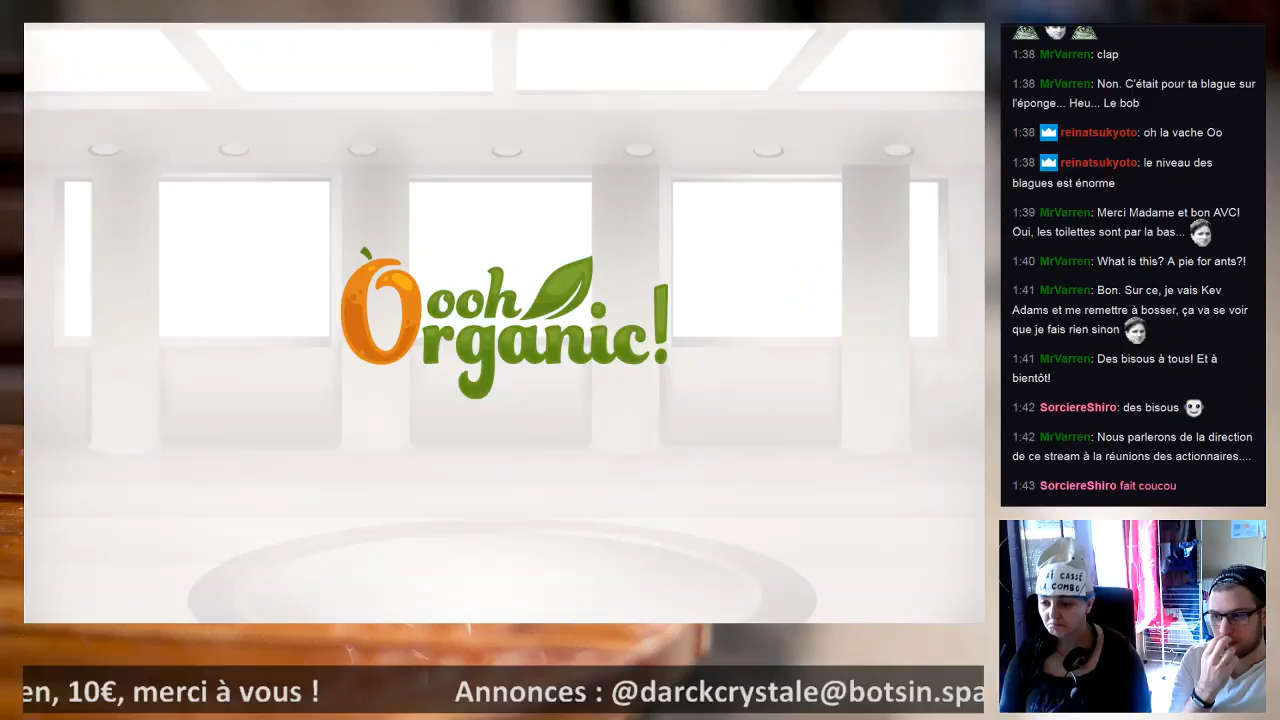 Oooh
Organic!
1:38 MrVarren: clap
1:38 MrVarren: Non. C'était pour ta blague sur
l'éponge... Heu... Le bob
1:38 reinatsukyoto: oh la vache Oo
1:38 reinatsukyoto: le niveau des
blagues est énorme
1:39 MrVarren: Merci Madame et bon AVC!
Oui, les toilettes sont par la bas...
1:40 MrVarren: What is this? A pie for ants?!
1:41 MrVarren: Bon. Sur ce, je vais Kev
Adams et me remettre à bosser, ça va se voir
que je fais rien sinon
1:41 MrVarren: Des bisous à tous! Et à
bientôt!
1:42 SorciereShiro: des bisous
1:42 MrVarren: Nous parlerons de la direction
de ce stream à la réunions des actionnaires....
1:43 SorciereShiro fait coucou
CASSÉ
COMBO
en, 10€, merci à vous ! Annonces : @darckcrystale@botsin.spa